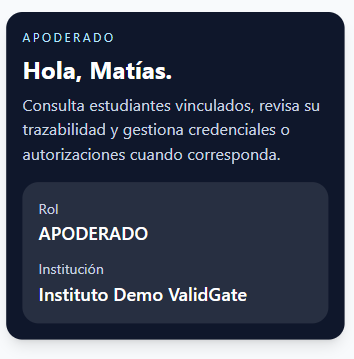 APODERADO
Hola, Matías.
Consulta estudiantes vinculados, revisa su
trazabilidad y gestiona credenciales o
autorizaciones cuando corresponda.
Rol
APODERADO
Institución
Instituto Demo ValidGate